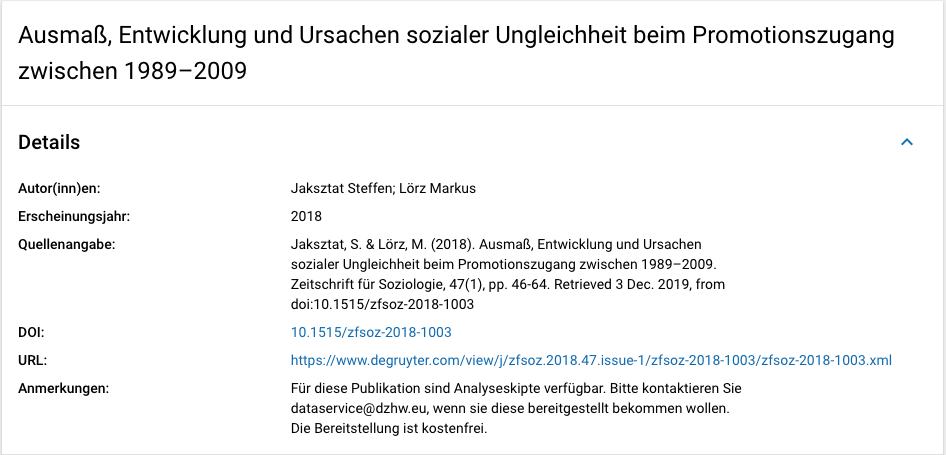 Ausmaß, Entwicklung und Ursachen sozialer Ungleichheit beim Promotionszugang
zwischen 1989–2009
Details
Autor(inn)en: Jaksztat Steffen; Lörz Markus
Erscheinungsjahr: 2018
Quellenangabe: Jaksztat, S. & Lörz, M. (2018). Ausmaß, Entwicklung und Ursachen
sozialer Ungleichheit beim Promotionszugang zwischen 1989–2009.
Zeitschrift für Soziologie, 47(1), pp. 46-64. Retrieved 3 Dec. 2019, from
doi:10.1515/zfsoz-2018-1003
DOI: 10.1515/zfsoz-2018-1003
URL: https://www.degruyter.com/view/j/zfsoz.2018.47.issue-1/zfsoz-2018-1003/zfsoz-2018-1003.xml
Anmerkungen: Für diese Publikation sind Analyseskipte verfügbar. Bitte kontaktieren Sie
dataservice@dzhw.eu, wenn sie diese bereitgestellt bekommen wollen.
Die Bereitstellung ist kostenfrei.